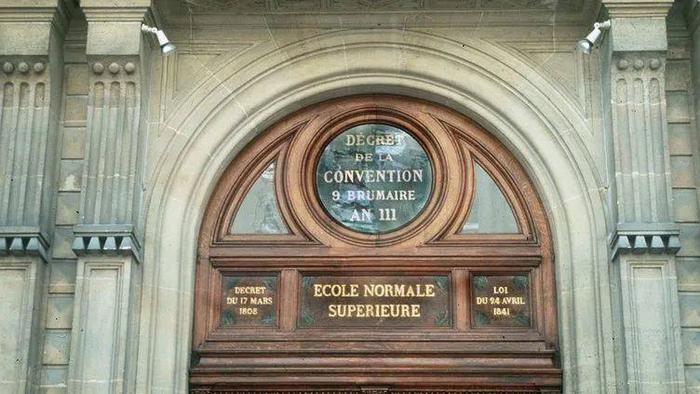 DÉCRET
DE LA
CONVENTION
9 BRUMAIRE
AN III
DECRET
DU 17 MARS
1808
ECOLE NORMALE
SUPERIEURE
LOI
DU 24 AVRIL
1841